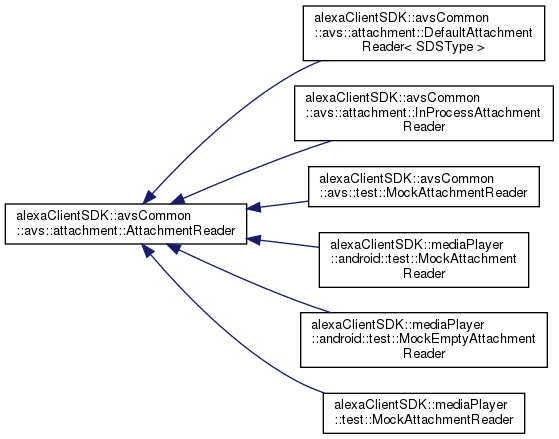 alexaClientSDK::avsCommon
::avs::attachment::DefaultAttachment
Reader< SDSType >
alexaClientSDK::avsCommon
::avs::attachment::InProcessAttachment
Reader
alexaClientSDK::avsCommon
::avs::test::MockAttachmentReader
alexaClientSDK::avsCommon
::avs::attachment::AttachmentReader
alexaClientSDK::mediaPlayer
::android::test::MockAttachment
Reader
alexaClientSDK::mediaPlayer
::android::test::MockEmptyAttachment
Reader
alexaClientSDK::mediaPlayer
::test::MockAttachmentReader